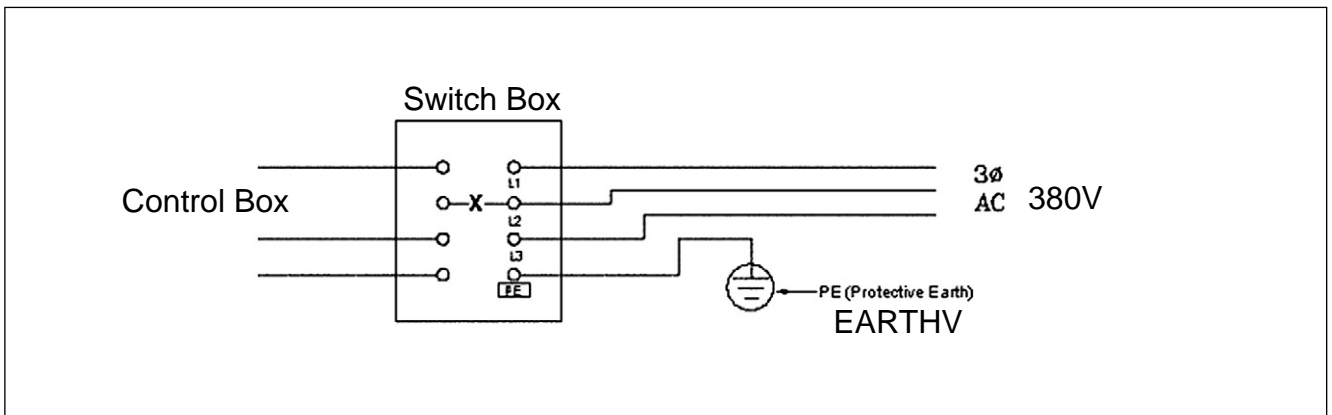 Switch Box
Control Box
X
L1
L2
L3
PE
3ø
AC 380V
PE (Protective Earth)
EARTHV